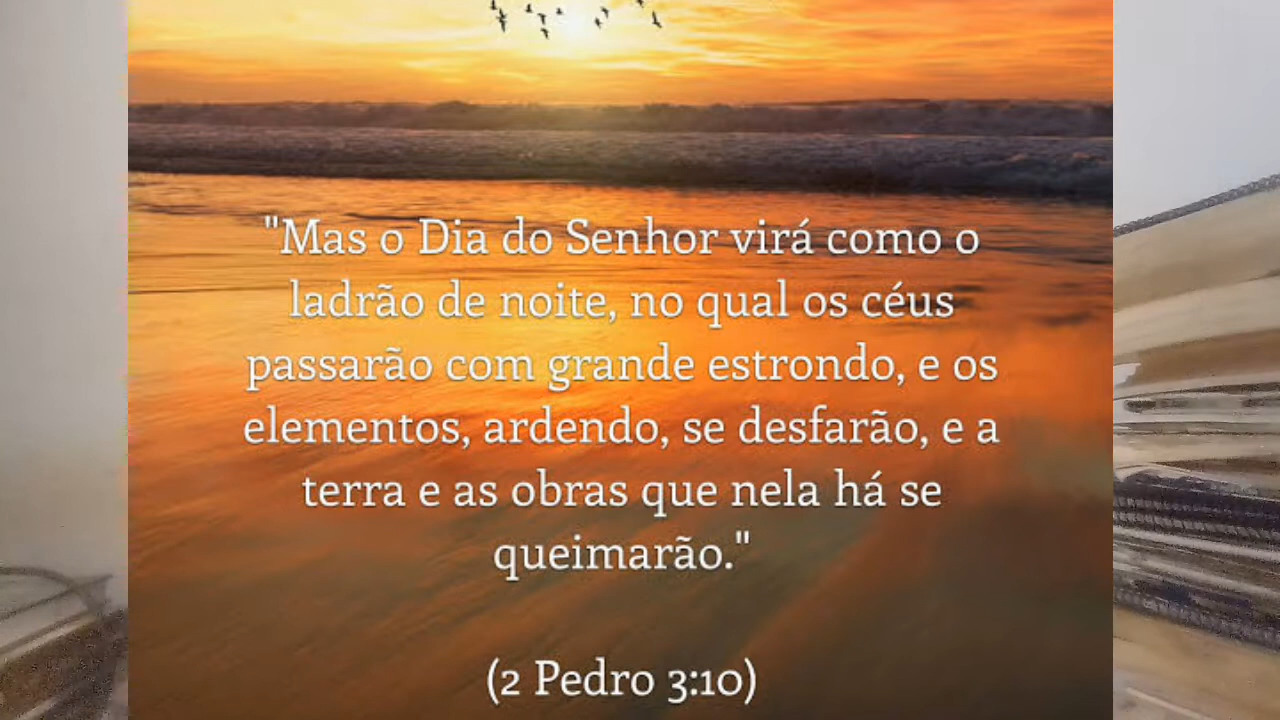 "Mas o Dia do Senhor virá como o
ladrão de noite, no qual os céus
passarão com grande estrondo, e os
elementos, ardendo, se desfarão, e a
terra e as obras que nela há se
queimarão."
(2 Pedro 3:10)